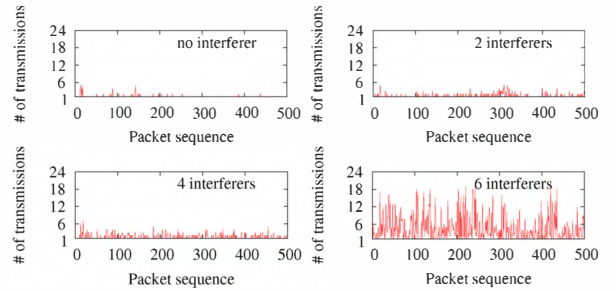 # of transmissions
24
18
12
6
1
no interferer
0 100 200 300 400 500
Packet sequence
# of transmissions
24
18
12
6
1
2 interferers
0 100 200 300 400 500
Packet sequence
# of transmissions
24
18
12
6
1
4 interferers
0 100 200 300 400 500
Packet sequence
# of transmissions
24
18
12
6
1
6 interferers
0 100 200 300 400 500
Packet sequence